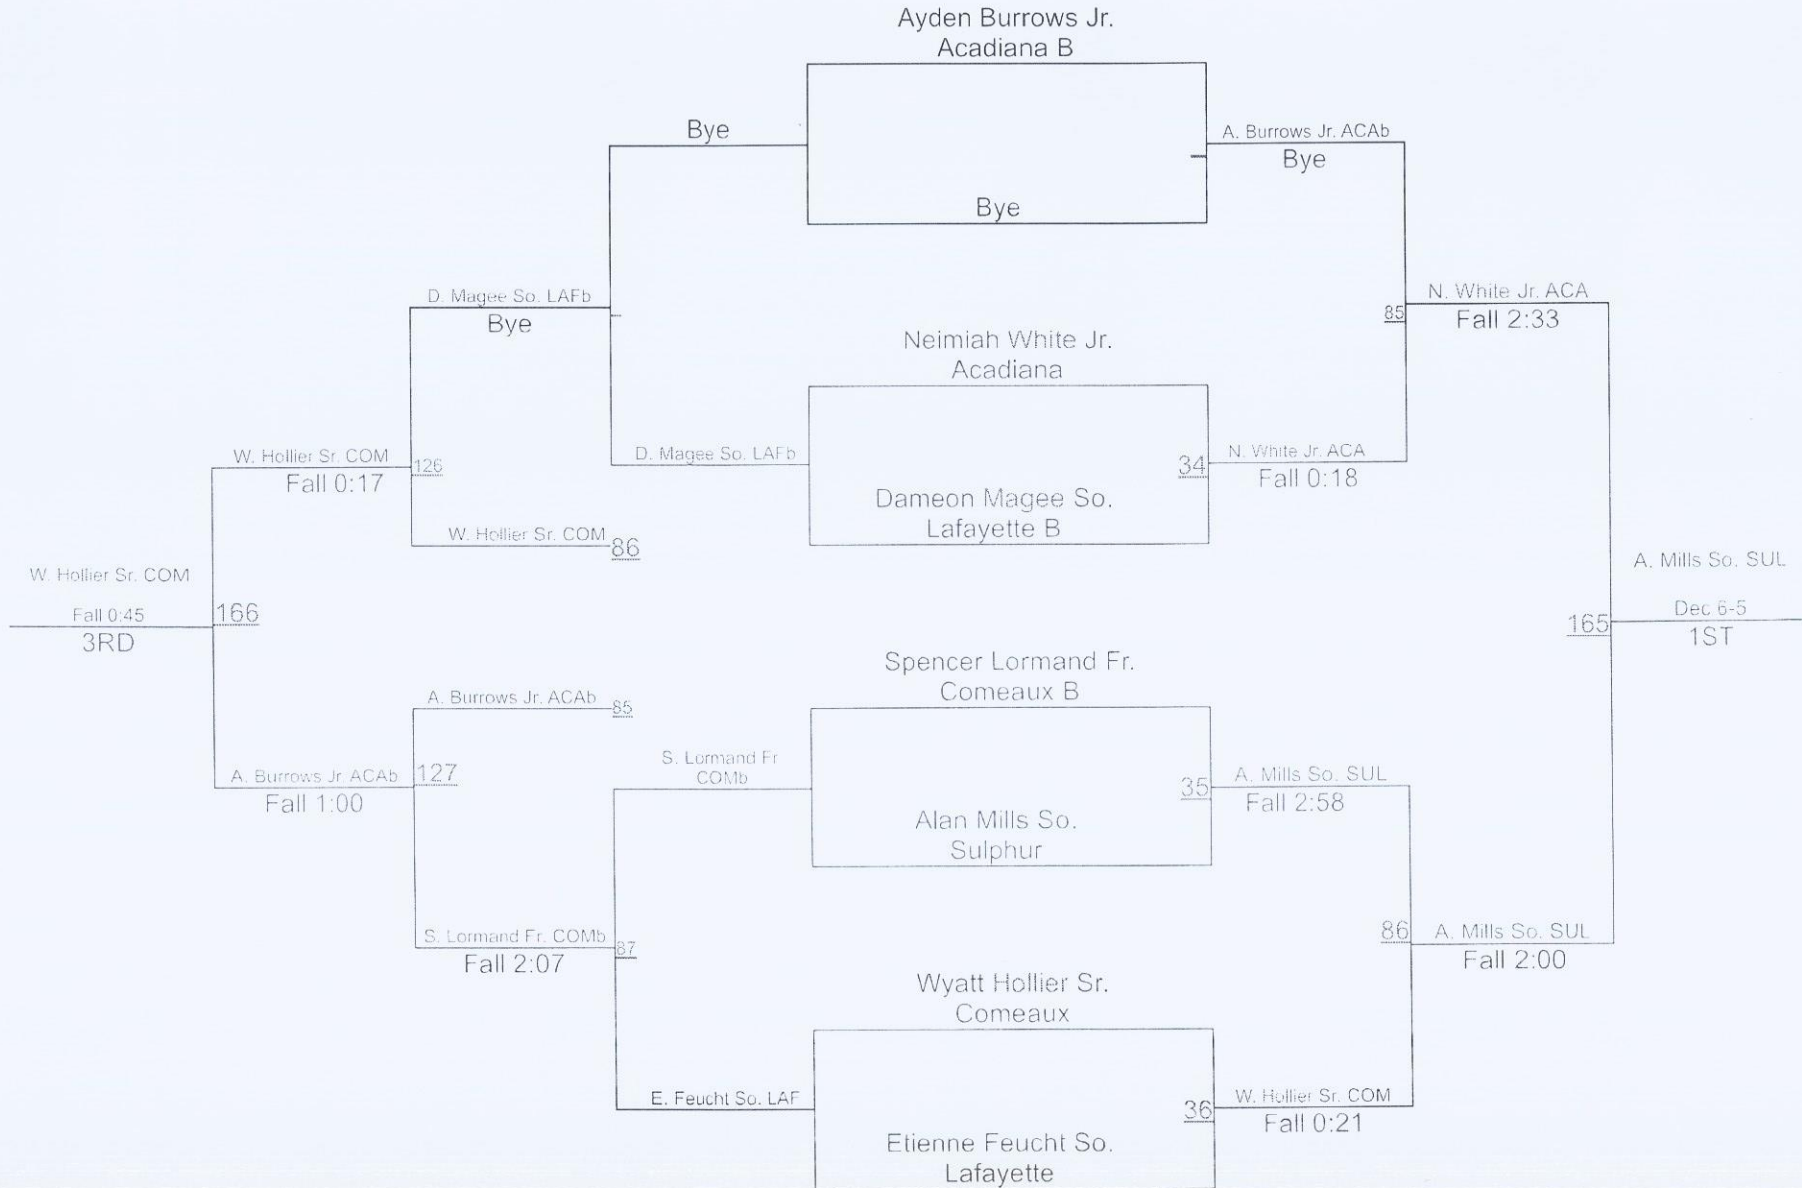 Ayden Burrows Jr.
Acadiana B
Bye
A. Burrows Jr. ACAb
Bye
Bye
D. Magee So. LAFb
Bye
N. White Jr. ACA
85
Fall 2:33
Neimiah White Jr.
Acadiana
W. Hollier Sr. COM
126
Fall 0:17
D. Magee So. LAFb
34
N. White Jr. ACA
Fall 0:18
Dameon Magee So.
Lafayette B
W. Hollier Sr. COM
86
W. Hollier Sr. COM
Fall 0:45
166
3RD
A. Mills So. SUL
Dec 6-5
165
1ST
Spencer Lormand Fr.
Comeaux B
A. Burrows Jr. ACAb
85
S. Lormand Fr
COMb
A. Burrows Jr. ACAb
127
Fall 1:00
35
A. Mills So. SUL
Fall 2:58
Alan Mills So.
Sulphur
S. Lormand Fr. COMb
87
Fall 2:07
86
A. Mills So. SUL
Fall 2:00
Wyatt Hollier Sr.
Comeaux
E. Feucht So. LAF
36
W. Hollier Sr. COM
Fall 0:21
Etienne Feucht So.
Lafayette